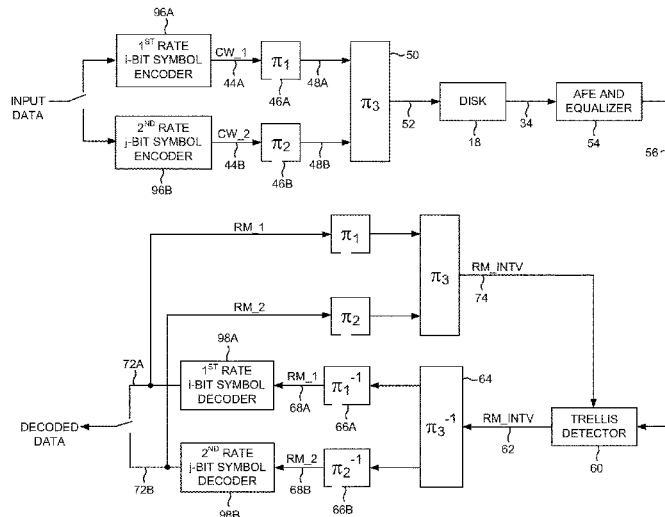 96A
1ST RATE
i-BIT SYMBOL
ENCODER
CW_1
44A
π1
46A
48A
50
INPUT
DATA
π3
52
DISK
18
34
AFE AND
EQUALIZER
54
56
2ND RATE
j-BIT SYMBOL
ENCODER
96B
CW_2
44B
π2
46B
48B
RM_1
π1
π3
RM_INTV
74
RM_2
π2
98A
72A
1ST RATE
i-BIT SYMBOL
DECODER
RM_1
68A
π1-1
66A
64
DECODED
DATA
π3-1
RM_INTV
62
TRELLIS
DETECTOR
60
72B
2ND RATE
j-BIT SYMBOL
DECODER
98B
RM_2
68B
π2-1
66B